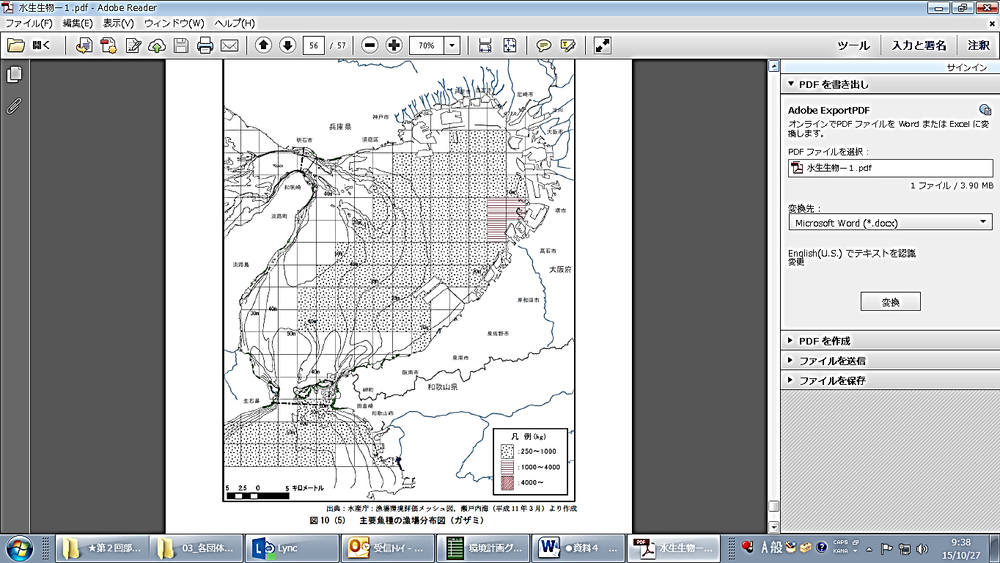 水生生物－１.pdf - Adobe Reader
ファイル(F) 編集(E) 表示(V) ウィンドウ(W) ヘルプ(H)
開く 56 / 57 70% ツール 入力と署名 注釈
サインイン
PDF を書き出し
Adobe ExportPDF
オンラインでPDF ファイルを Word または Excel に変
換します。
PDF ファイルを選択：
水生生物－１.pdf
1 ファイル / 3.90 MB
変換先：
Microsoft Word (*.docx)
English(U.S.) でテキストを認識
変更
変換
PDF を作成
ファイルを送信
ファイルを保存
尼崎市
淀川
神戸市
兵庫県
大阪市
明石市
須磨区
松帆崎
40m
10m
淡路町
20m
堺市
高石市
50m
淡路島
40m
20m
大阪府
30m
20m
岸和田市
30m
40m
50m
泉佐野市
泉南市
40m
阪南市
岬町
和歌山県
生石鼻
田倉崎
和歌山市
50m
凡 例(kg)
:250～1000
:1000～4000
:4000～
5 2.5 0 5 キロメートル
出典：水産庁：漁場環境評価メッシュ図，瀬戸内海（平成 11 年 3 月）より作成
図 10（5） 主要魚種の漁場分布図（ガザミ）
★第２回部...
03_各団体...
Lync
受信トレイ - ...
環境計画グ...
●資料４ ...
水生生物－...
A 般
CAPS
KANA
9:38
15/10/27